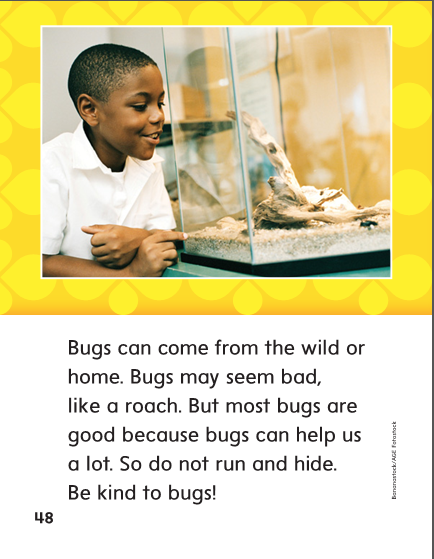 Bugs can come from the wild or
home. Bugs may seem bad,
like a roach. But most bugs are
good because bugs can help us
a lot. So do not run and hide.
Be kind to bugs!
48
Bananastock/AGE Fotostock